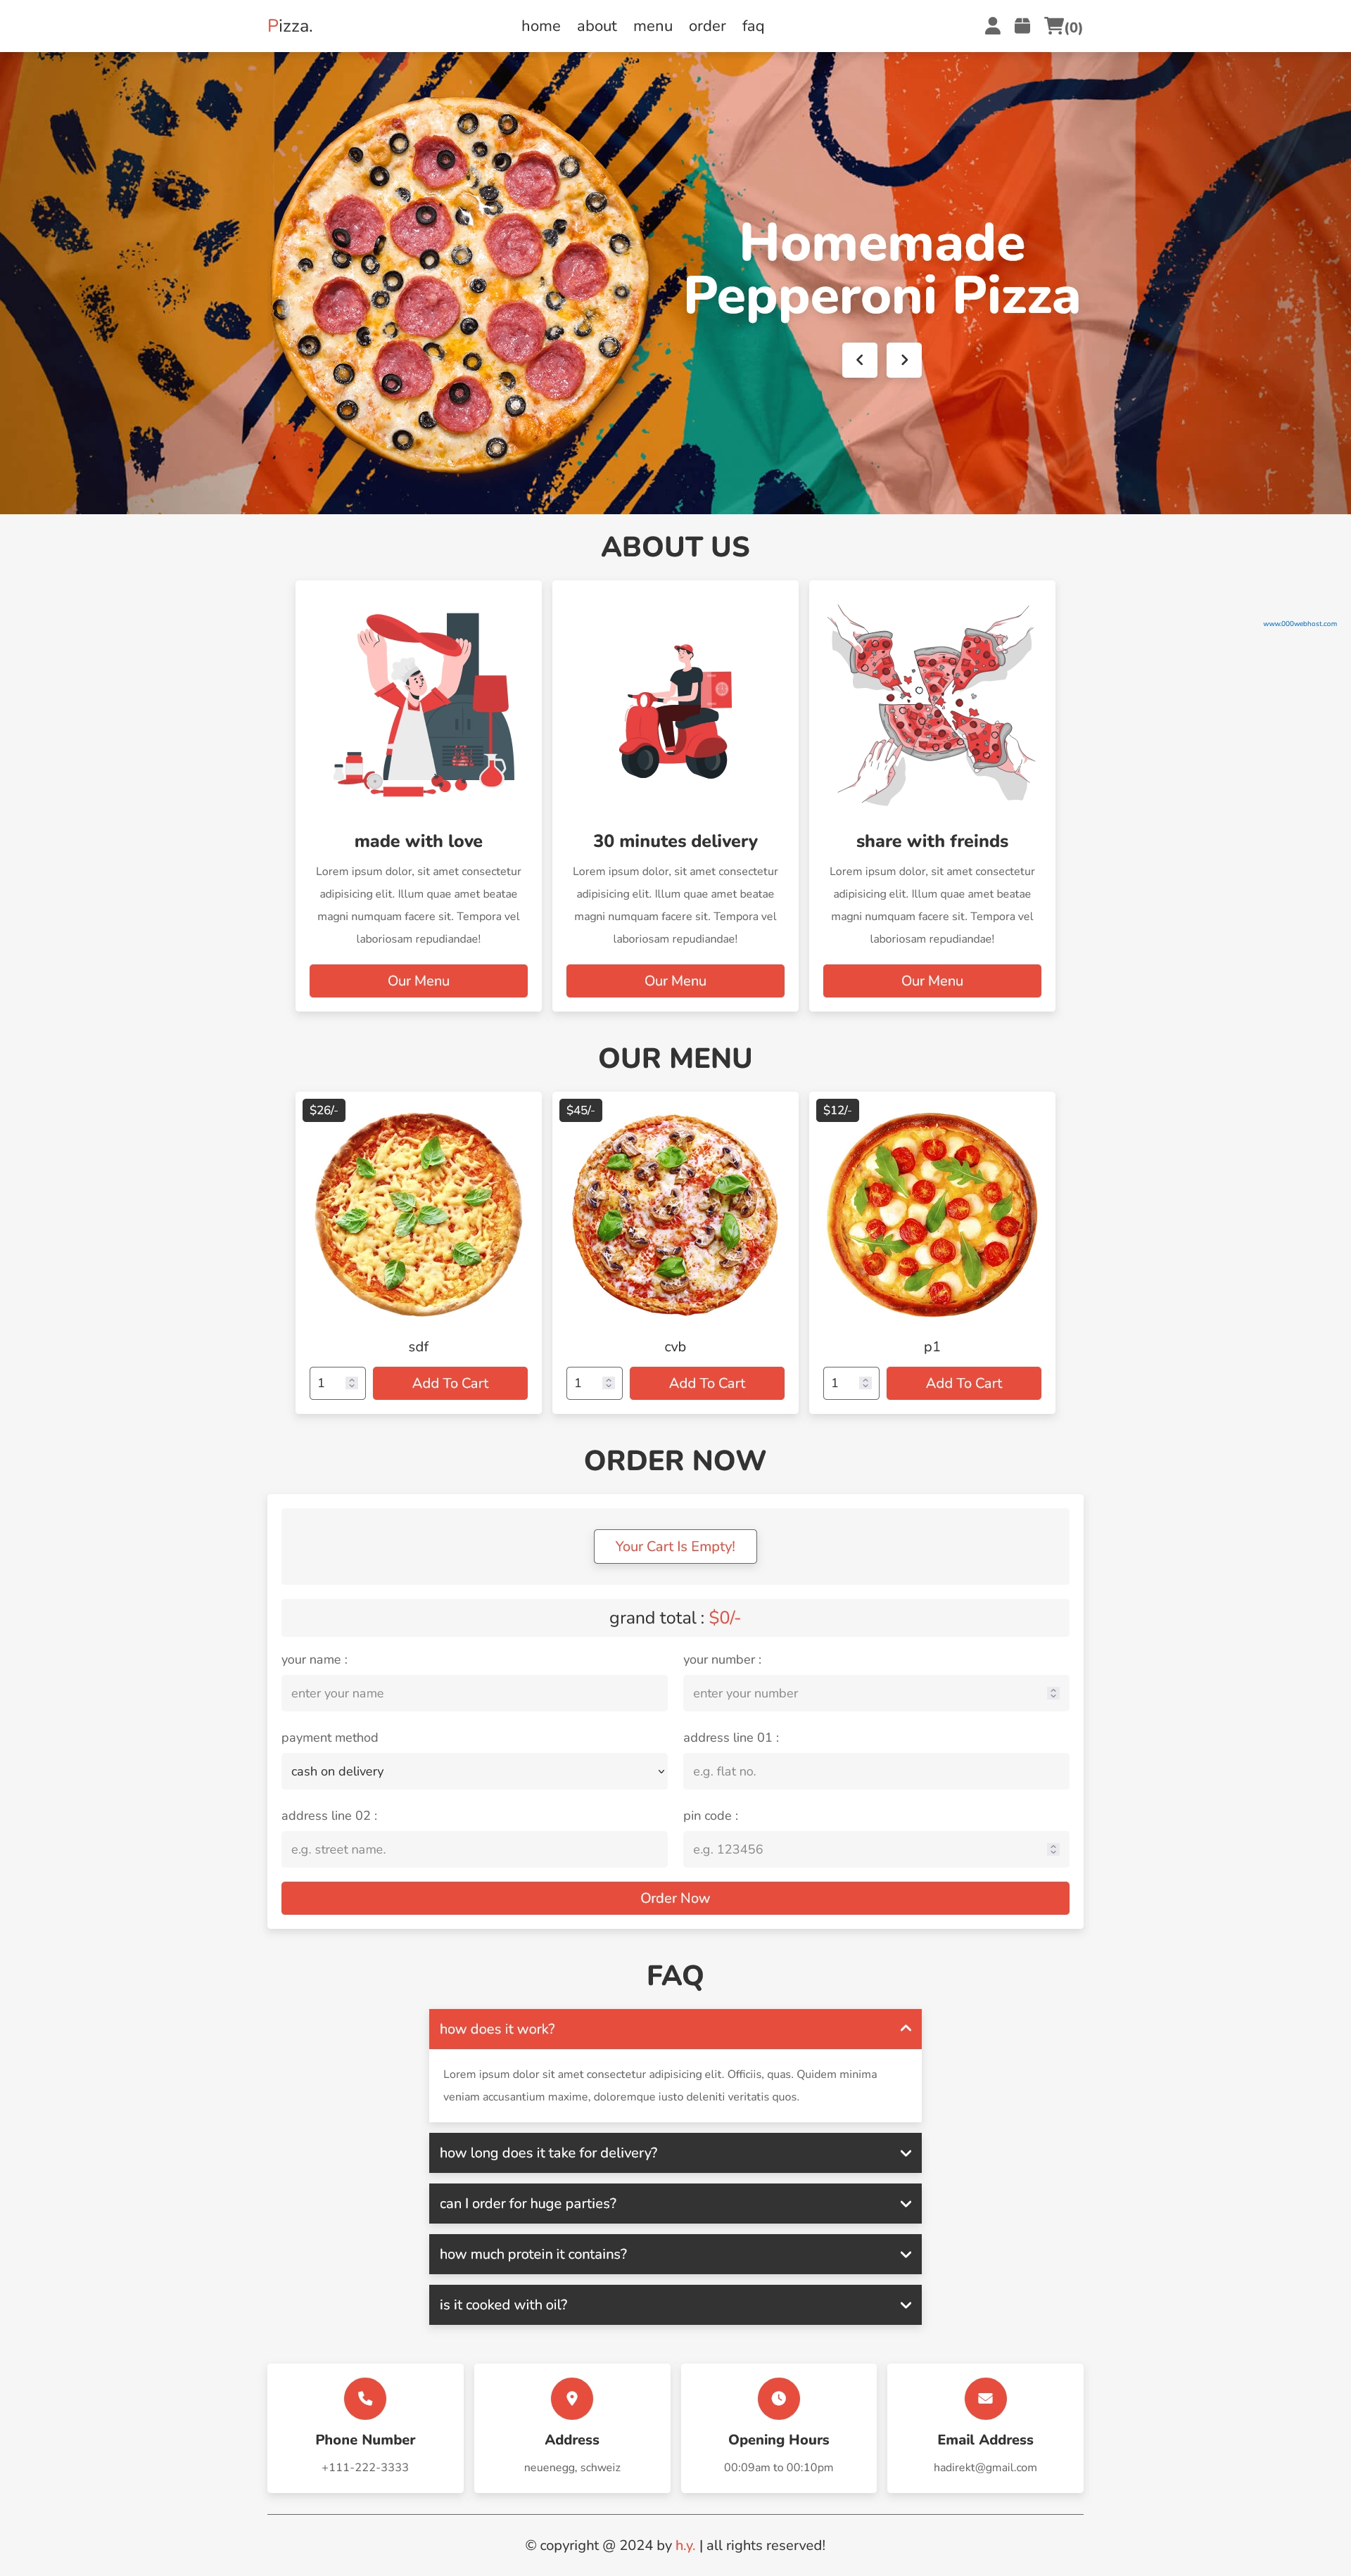 Pizza.
home about menu order faq
(0)
Homemade
Pepperoni Pizza
ABOUT US
www.000webhost.com
made with love
Lorem ipsum dolor, sit amet consectetur
adipisicing elit. Illum quae amet beatae
magni numquam facere sit. Tempora vel
laboriosam repudiandae!
Our Menu
30 minutes delivery
Lorem ipsum dolor, sit amet consectetur
adipisicing elit. Illum quae amet beatae
magni numquam facere sit. Tempora vel
laboriosam repudiandae!
Our Menu
share with freinds
Lorem ipsum dolor, sit amet consectetur
adipisicing elit. Illum quae amet beatae
magni numquam facere sit. Tempora vel
laboriosam repudiandae!
Our Menu
OUR MENU
$26/-
sdf
1
Add To Cart
$45/-
cvb
1
Add To Cart
$12/-
p1
1
Add To Cart
ORDER NOW
Your Cart Is Empty!
grand total : $0/-
your name :
enter your name
your number :
enter your number
payment method
cash on delivery
address line 01 :
e.g. flat no.
address line 02 :
e.g. street name.
pin code :
e.g. 123456
Order Now
FAQ
how does it work?
Lorem ipsum dolor sit amet consectetur adipisicing elit. Officiis, quas. Quidem minima
veniam accusantium maxime, doloremque iusto deleniti veritatis quos.
how long does it take for delivery?
can I order for huge parties?
how much protein it contains?
is it cooked with oil?
Phone Number
+111-222-3333
Address
neuenegg, schweiz
Opening Hours
00:09am to 00:10pm
Email Address
hadirekt@gmail.com
© copyright @ 2024 by h.y. | all rights reserved!